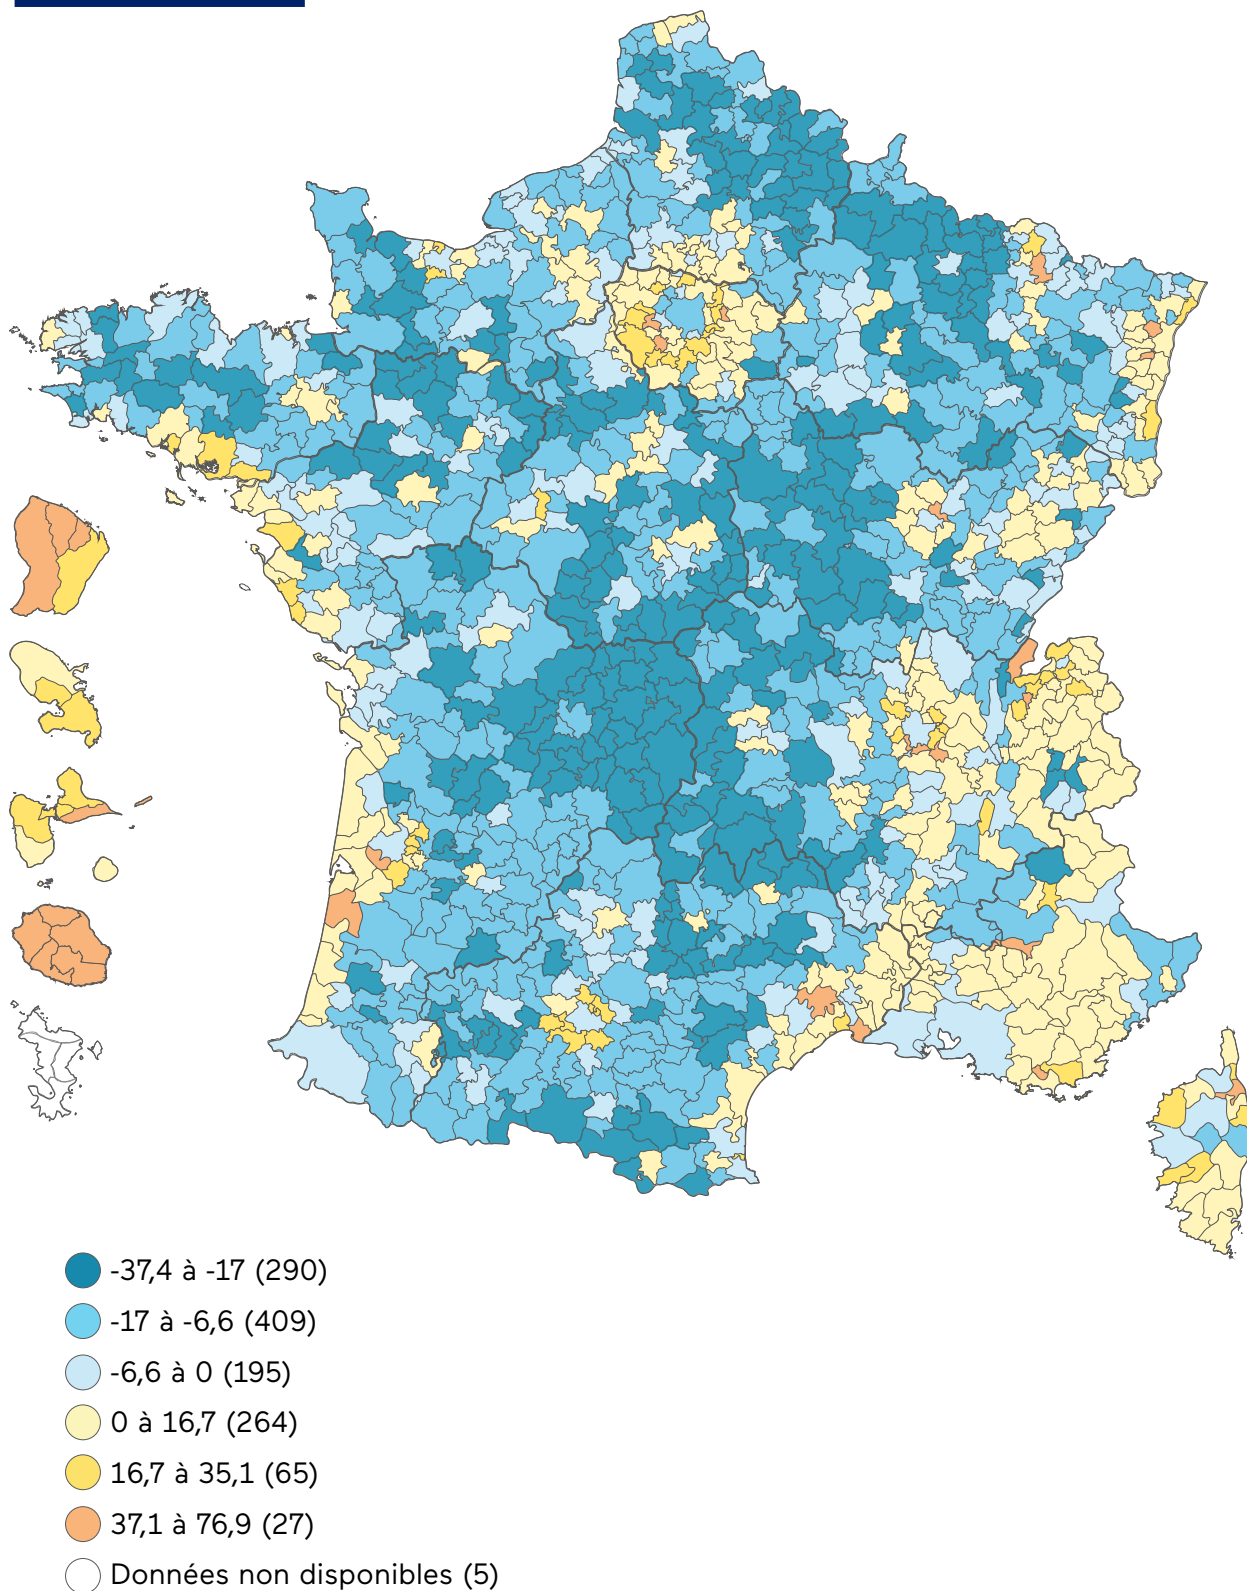 -37,4 à -17 (290)
-17 à -6,6 (409)
-6,6 à 0 (195)
0 à 16,7 (264)
16,7 à 35,1 (65)
37,1 à 76,9 (27)
Données non disponibles (5)